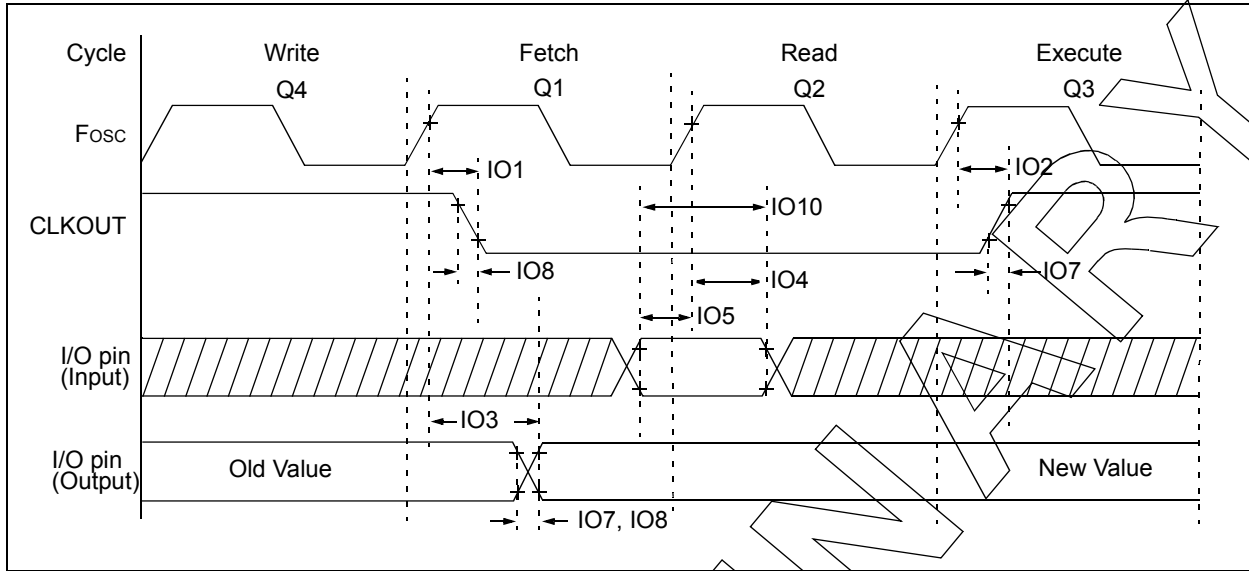 Cycle Write Fetch Read Execute
Q4 Q1 Q2 Q3
Fosc
IO1 IO2
CLKOUT
IO10
IO8 IO4 IO7
IO5
I/O pin
(Input)
IO3
I/O pin
(Output)
Old Value New Value
IO7, IO8